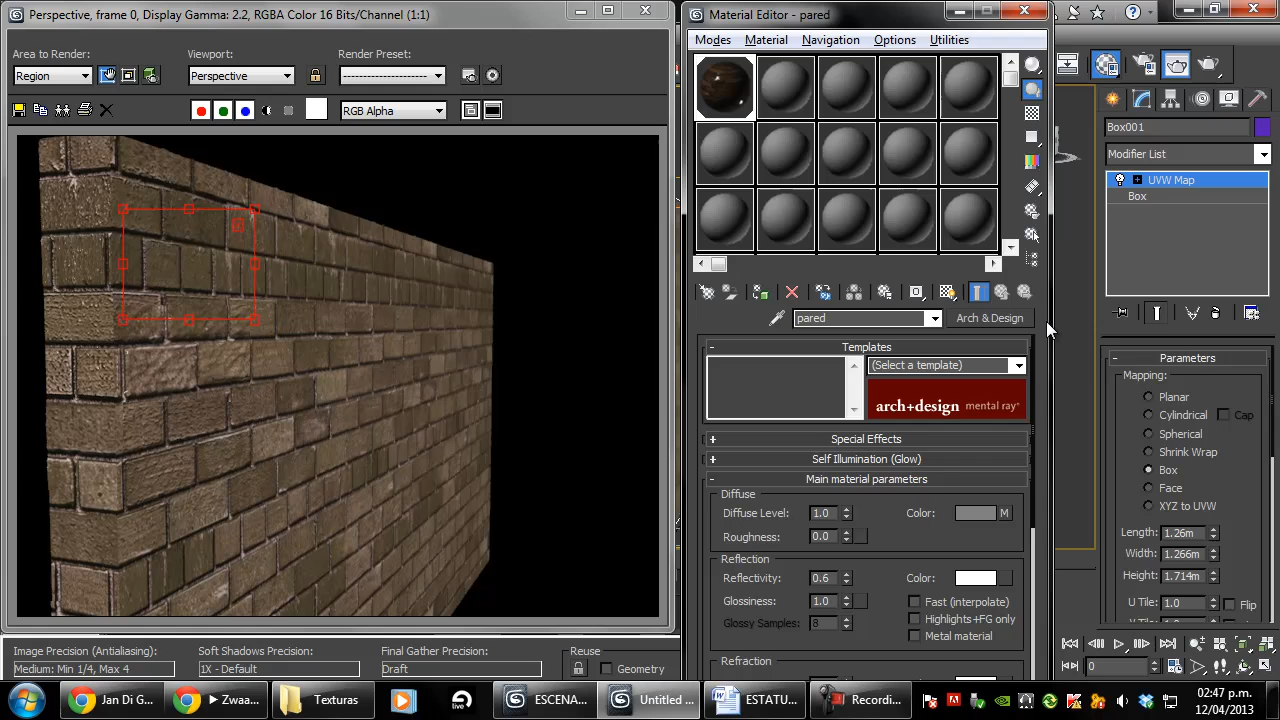 Perspective, frame 0, Display Gamma: 2.2, RGBA Color 16 Bits/Channel (1:1)
Area to Render:
Viewport:
Render Preset:
Region
Perspective
RGB Alpha
Image Precision (Antialiasing):
Medium: Min 1/4, Max 4
Soft Shadows Precision:
1X - Default
Final Gather Precision:
Draft
Reuse
Geometry
Material Editor - pared
Modes
Material
Navigation
Options
Utilities
pared
Arch & Design
Templates
(Select a template)
arch+design mental ray
Special Effects
Self Illumination (Glow)
Main material parameters
Diffuse
Diffuse Level: 1.0
Color: M
Roughness: 0.0
Reflection
Reflectivity: 0.6
Color:
Glossiness: 1.0
Fast (interpolate)
Glossy Samples: 8
Highlights+FG only
Metal material
Refraction
Box001
Modifier List
UVW Map
Box
Parameters
Mapping:
Planar
Cylindrical
Cap
Spherical
Shrink Wrap
Box
Face
XYZ to UVW
Length: 1.26m
Width: 1.266m
Height: 1.714m
U Tile: 1.0
Flip
0
Jan Di G...
Zwaa...
Texturas
live
ESCENA...
Untitled ...
ESTATU...
Recordi...
02:47 p.m.
12/04/2013